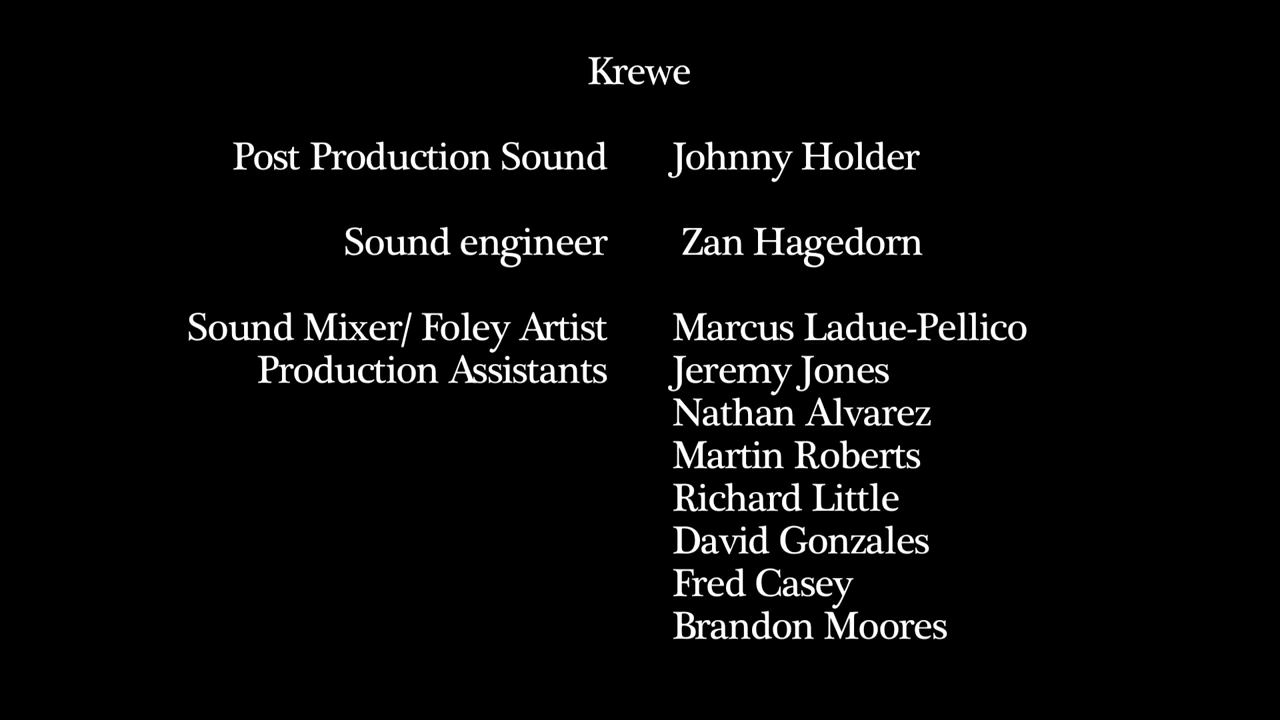 Krewe
Post Production Sound Johnny Holder
Sound engineer Zan Hagedorn
Sound Mixer/ Foley Artist Marcus Ladue-Pellico
Production Assistants Jeremy Jones
Nathan Alvarez
Martin Roberts
Richard Little
David Gonzales
Fred Casey
Brandon Moores